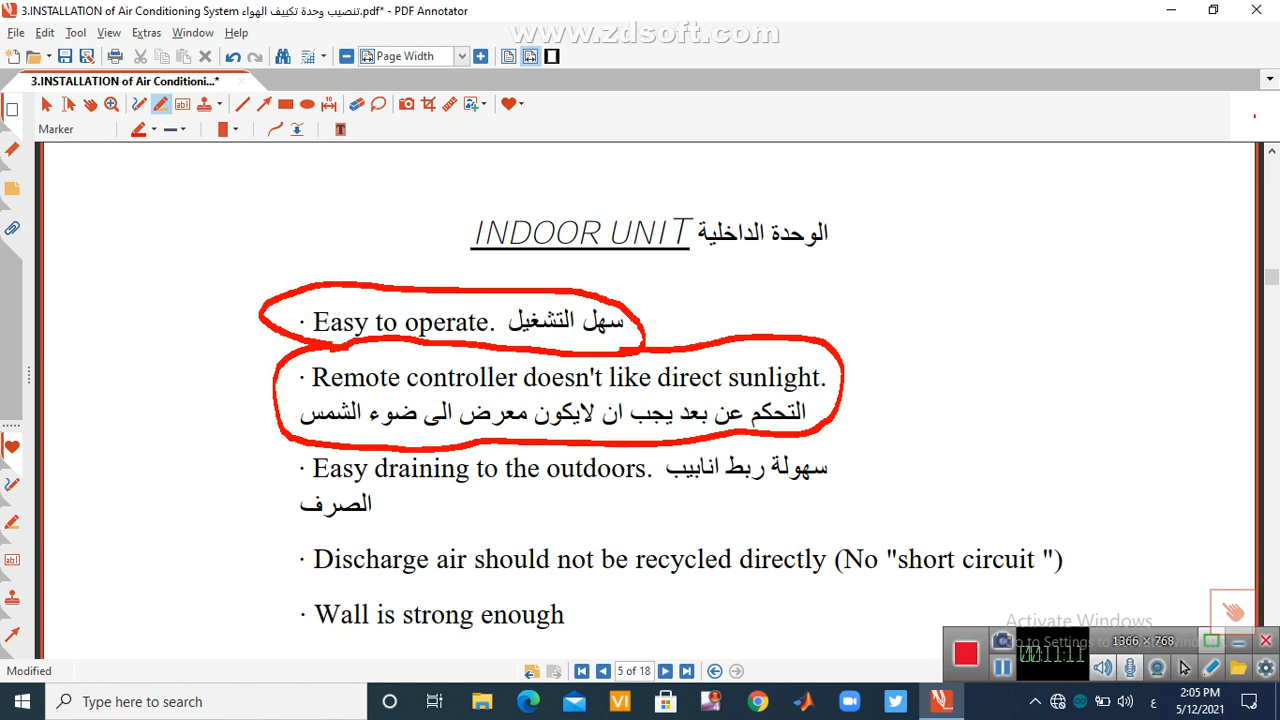 3.INSTALLATION of Air Conditioning System تنصيب وحدة تكييف الهواء.pdf* - PDF Annotator
www.zdsoft.com
File Edit Tool View Extras Window Help
Page Width
3.INSTALLATION of Air Conditioni...*
Marker
INDOOR UNIT الوحدة الداخلية
· Easy to operate. سهل التشغيل
· Remote controller doesn't like direct sunlight.
التحكم عن بعد يجب ان لايكون معرض الى ضوء الشمس
· Easy draining to the outdoors. سهولة ربط انابيب
الصرف
· Discharge air should not be recycled directly (No "short circuit ")
· Wall is strong enough
Activate Windows
1366 × 768
Modified
5 of 18
Type here to search
2:05 PM
5/12/2021